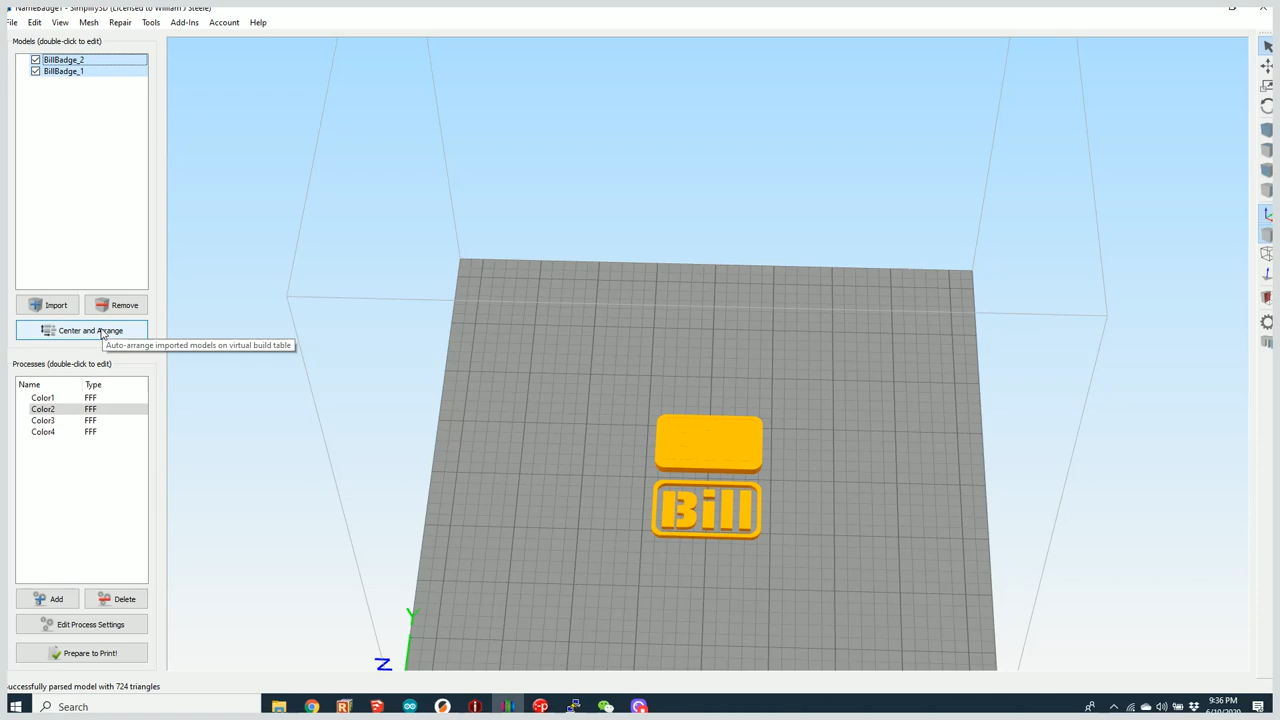 NameBadge1 - Simplify3D (Licensed to William J Steele)
File Edit View Mesh Repair Tools Add-Ins Account Help
Models (double-click to edit)
BillBadge_2
BillBadge_1
Import Remove
Center and Arrange
Auto-arrange imported models on virtual build table
Processes (double-click to edit)
Name Type
Color1 FFF
Color2 FFF
Color3 FFF
Color4 FFF
Bill
Add Delete
Edit Process Settings
Prepare to Print!
Y
Z
uccessfully parsed model with 724 triangles
Search
9:36 PM
6/10/2020